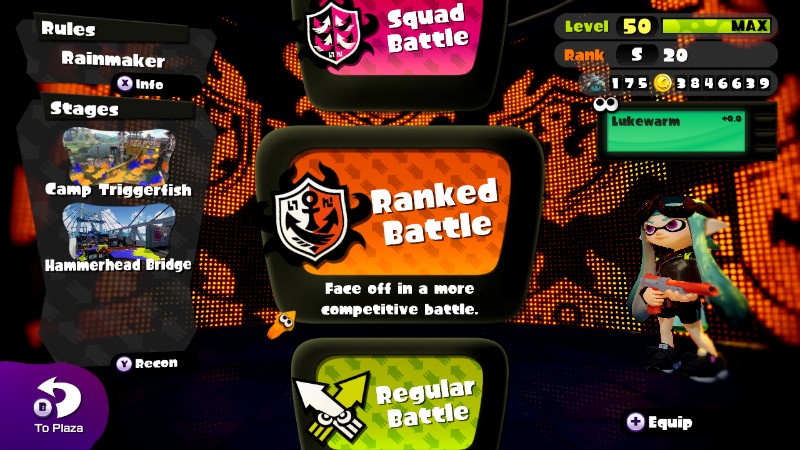 Rules
Rainmaker
X Info
Stages
Camp Triggerfish
Hammerhead Bridge
Y Recon
B
To Plaza
Squad
Battle
Ranked
Battle
Face off in a more
competitive battle.
Regular
Battle
Level 50 MAX
Rank S 20
175 3846639
Lukewarm +0.0
+ Equip